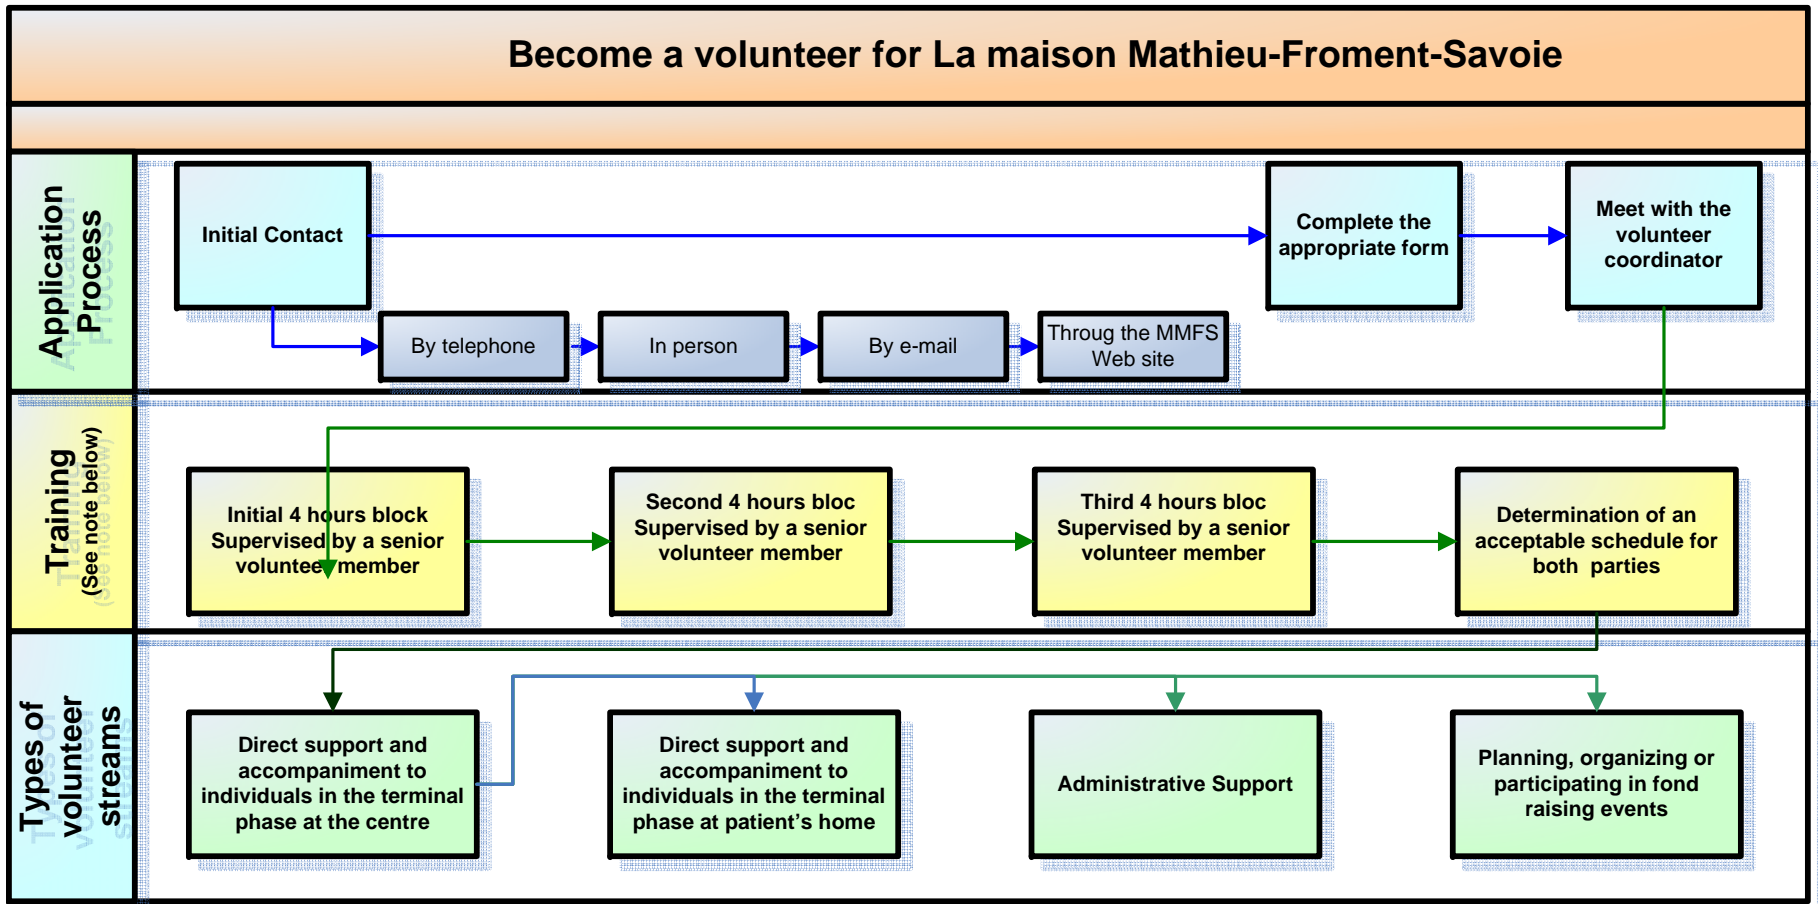 Become a volunteer for La maison Mathieu-Froment-Savoie
Application
Process
Initial Contact
Complete the
appropriate form
Meet with the
volunteer
coordinator
By telephone
In person
By e-mail
Throug the MMFS
Web site
Training
(See note below)
Initial 4 hours block
Supervised by a senior
volunteer member
Second 4 hours bloc
Supervised by a senior
volunteer member
Third 4 hours bloc
Supervised by a senior
volunteer member
Determination of an
acceptable schedule for
both parties
Types of
volunteer
streams
Direct support and
accompaniment to
individuals in the terminal
phase at the centre
Direct support and
accompaniment to
individuals in the terminal
phase at patient’s home
Administrative Support
Planning, organizing or
participating in fond
raising events